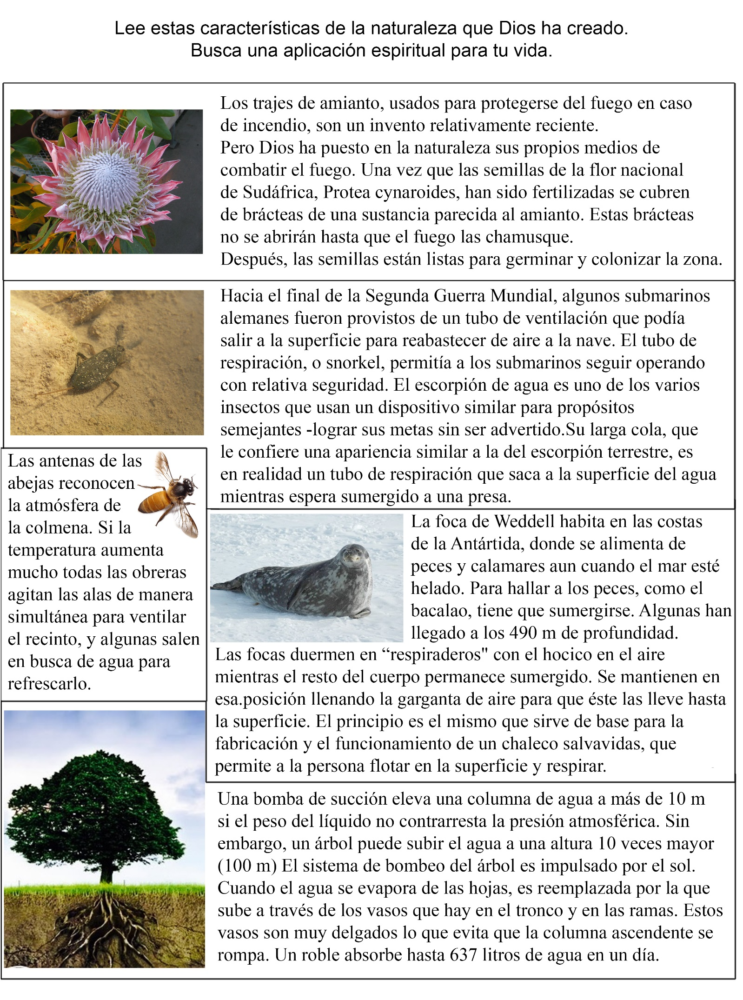 Lee estas características de la naturaleza que Dios ha creado.
Busca una aplicación espiritual para tu vida.
Los trajes de amianto, usados para protegerse del fuego en caso
de incendio, son un invento relativamente reciente.
Pero Dios ha puesto en la naturaleza sus propios medios de
combatir el fuego. Una vez que las semillas de la flor nacional
de Sudáfrica, Protea cynaroides, han sido fertilizadas se cubren
de brácteas de una sustancia parecida al amianto. Estas brácteas
no se abrirán hasta que el fuego las chamusque.
Después, las semillas están listas para germinar y colonizar la zona.
Hacia el final de la Segunda Guerra Mundial, algunos submarinos
alemanes fueron provistos de un tubo de ventilación que podía
salir a la superficie para reabastecer de aire a la nave. El tubo de
respiración, o snorkel, permitía a los submarinos seguir operando
con relativa seguridad. El escorpión de agua es uno de los varios
insectos que usan un dispositivo similar para propósitos
semejantes -lograr sus metas sin ser advertido.Su larga cola, que
le confiere una apariencia similar a la del escorpión terrestre, es
en realidad un tubo de respiración que saca a la superficie del agua
mientras espera sumergido a una presa.
Las antenas de las
abejas reconocen
la atmósfera de
la colmena. Si la
temperatura aumenta
mucho todas las obreras
agitan las alas de manera
simultánea para ventilar
el recinto, y algunas salen
en busca de agua para
refrescarlo.
La foca de Weddell habita en las costas
de la Antártida, donde se alimenta de
peces y calamares aun cuando el mar esté
helado. Para hallar a los peces, como el
bacalao, tiene que sumergirse. Algunas han
llegado a los 490 m de profundidad.
Las focas duermen en “respiraderos" con el hocico en el aire
mientras el resto del cuerpo permanece sumergido. Se mantienen en
esa.posición llenando la garganta de aire para que éste las lleve hasta
la superficie. El principio es el mismo que sirve de base para la
fabricación y el funcionamiento de un chaleco salvavidas, que
permite a la persona flotar en la superficie y respirar.
Una bomba de succión eleva una columna de agua a más de 10 m
si el peso del líquido no contrarresta la presión atmosférica. Sin
embargo, un árbol puede subir el agua a una altura 10 veces mayor
(100 m) El sistema de bombeo del árbol es impulsado por el sol.
Cuando el agua se evapora de las hojas, es reemplazada por la que
sube a través de los vasos que hay en el tronco y en las ramas. Estos
vasos son muy delgados lo que evita que la columna ascendente se
rompa. Un roble absorbe hasta 637 litros de agua en un día.